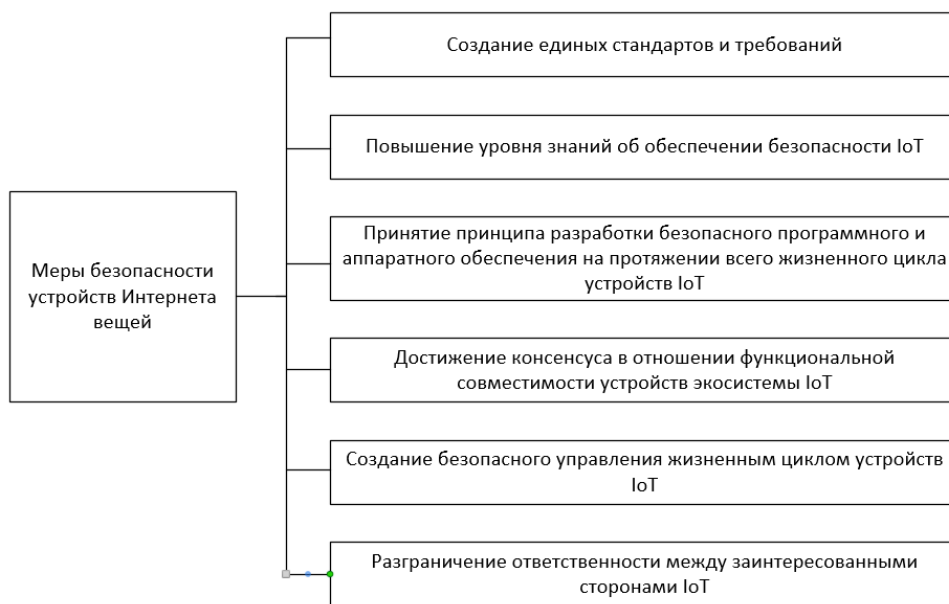 Создание единых стандартов и требований
Повышение уровня знаний об обеспечении безопасности IoT
Принятие принципа разработки безопасного программного и
аппаратного обеспечения на протяжении всего жизненного цикла
устройств IoT
Меры безопасности
устройств Интернета
вещей
Достижение консенсуса в отношении функциональной
совместимости устройств экосистемы IoT
Создание безопасного управления жизненным циклом устройств
IoT
Разграничение ответственности между заинтересованными
сторонами IoT